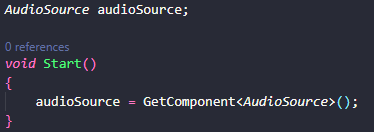 AudioSource audioSource;
0 references
void Start()
{
audioSource = GetComponent<AudioSource>();
}